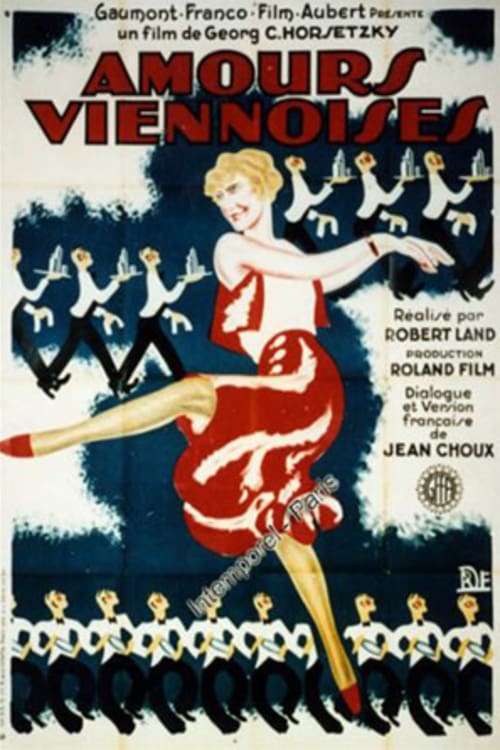 Gaumont-Franco-Film-Aubert PRÉSENTE
un film de Georg C.HORSETZKY
AMOURS
VIENNOISES
Réalisé par
ROBERT LAND
PRODUCTION
ROLAND FILM
Dialogue
et Version
française
de
JEAN CHOUX
GFFA
Intemporel - Paris